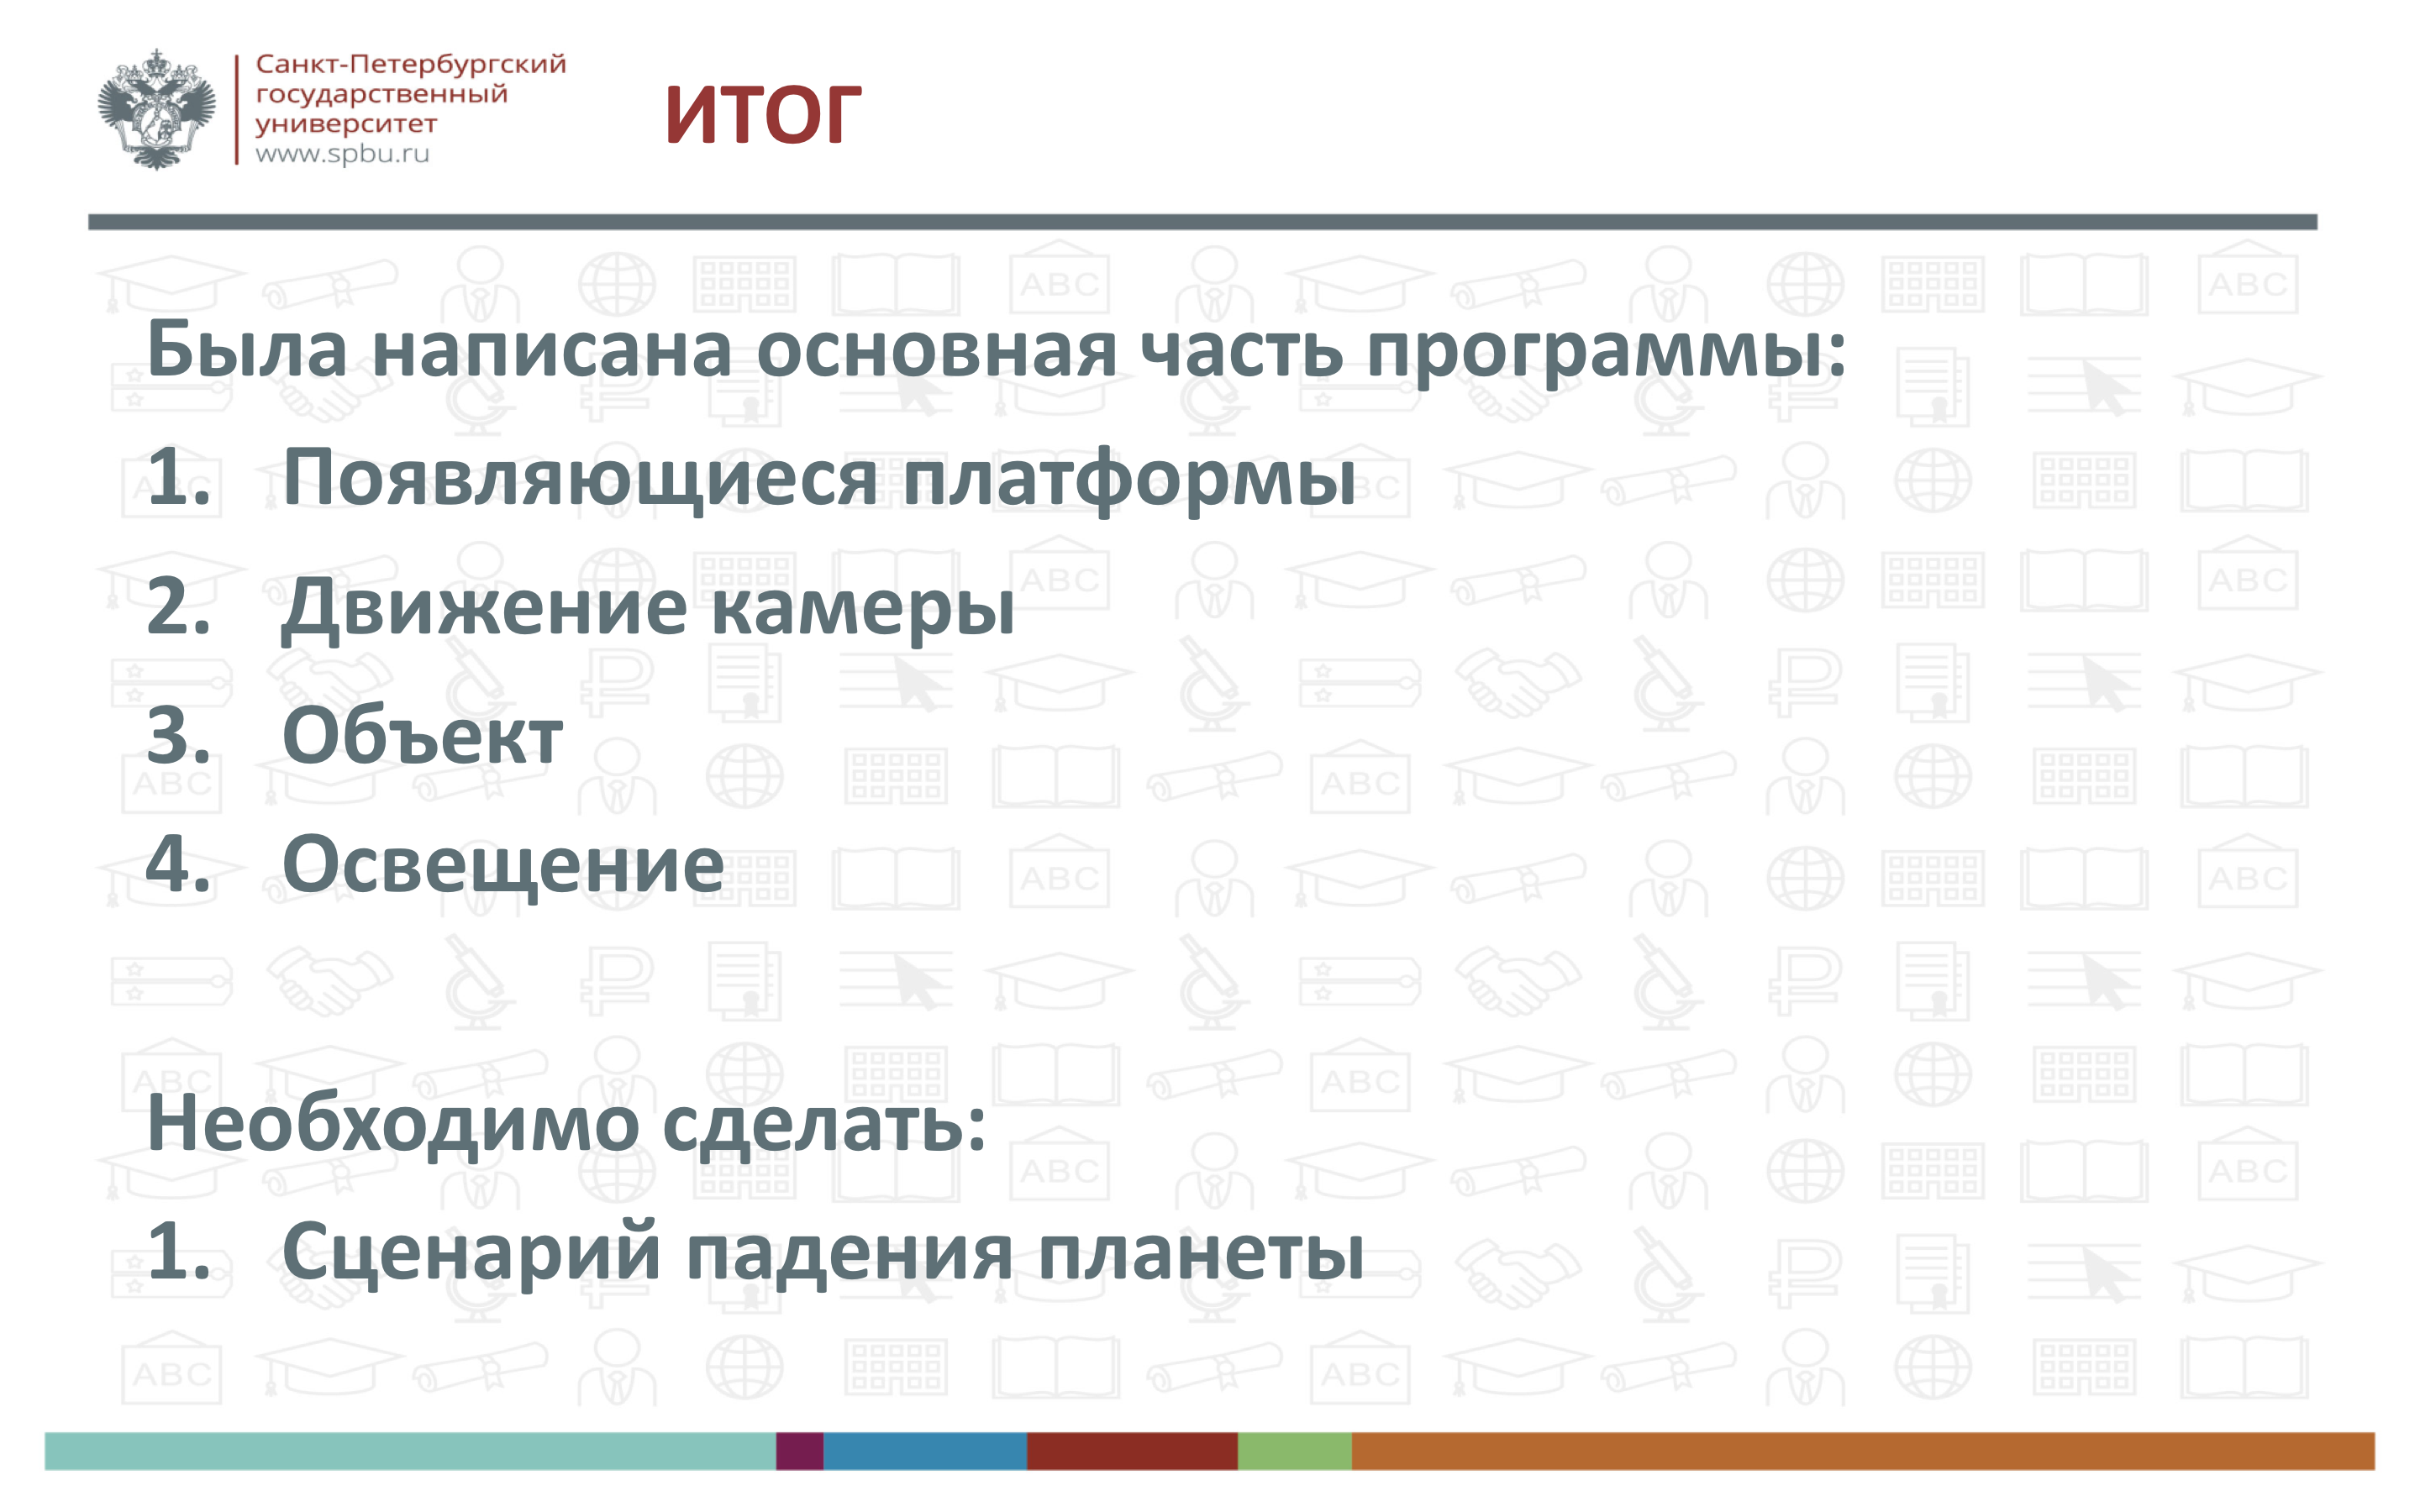 Санкт-Петербургский
государственный
университет
www.spbu.ru
ИТОГ
Была написана основная часть программы:
1. Появляющиеся платформы
2. Движение камеры
3. Объект
4. Освещение
Необходимо сделать:
1. Сценарий падения планеты